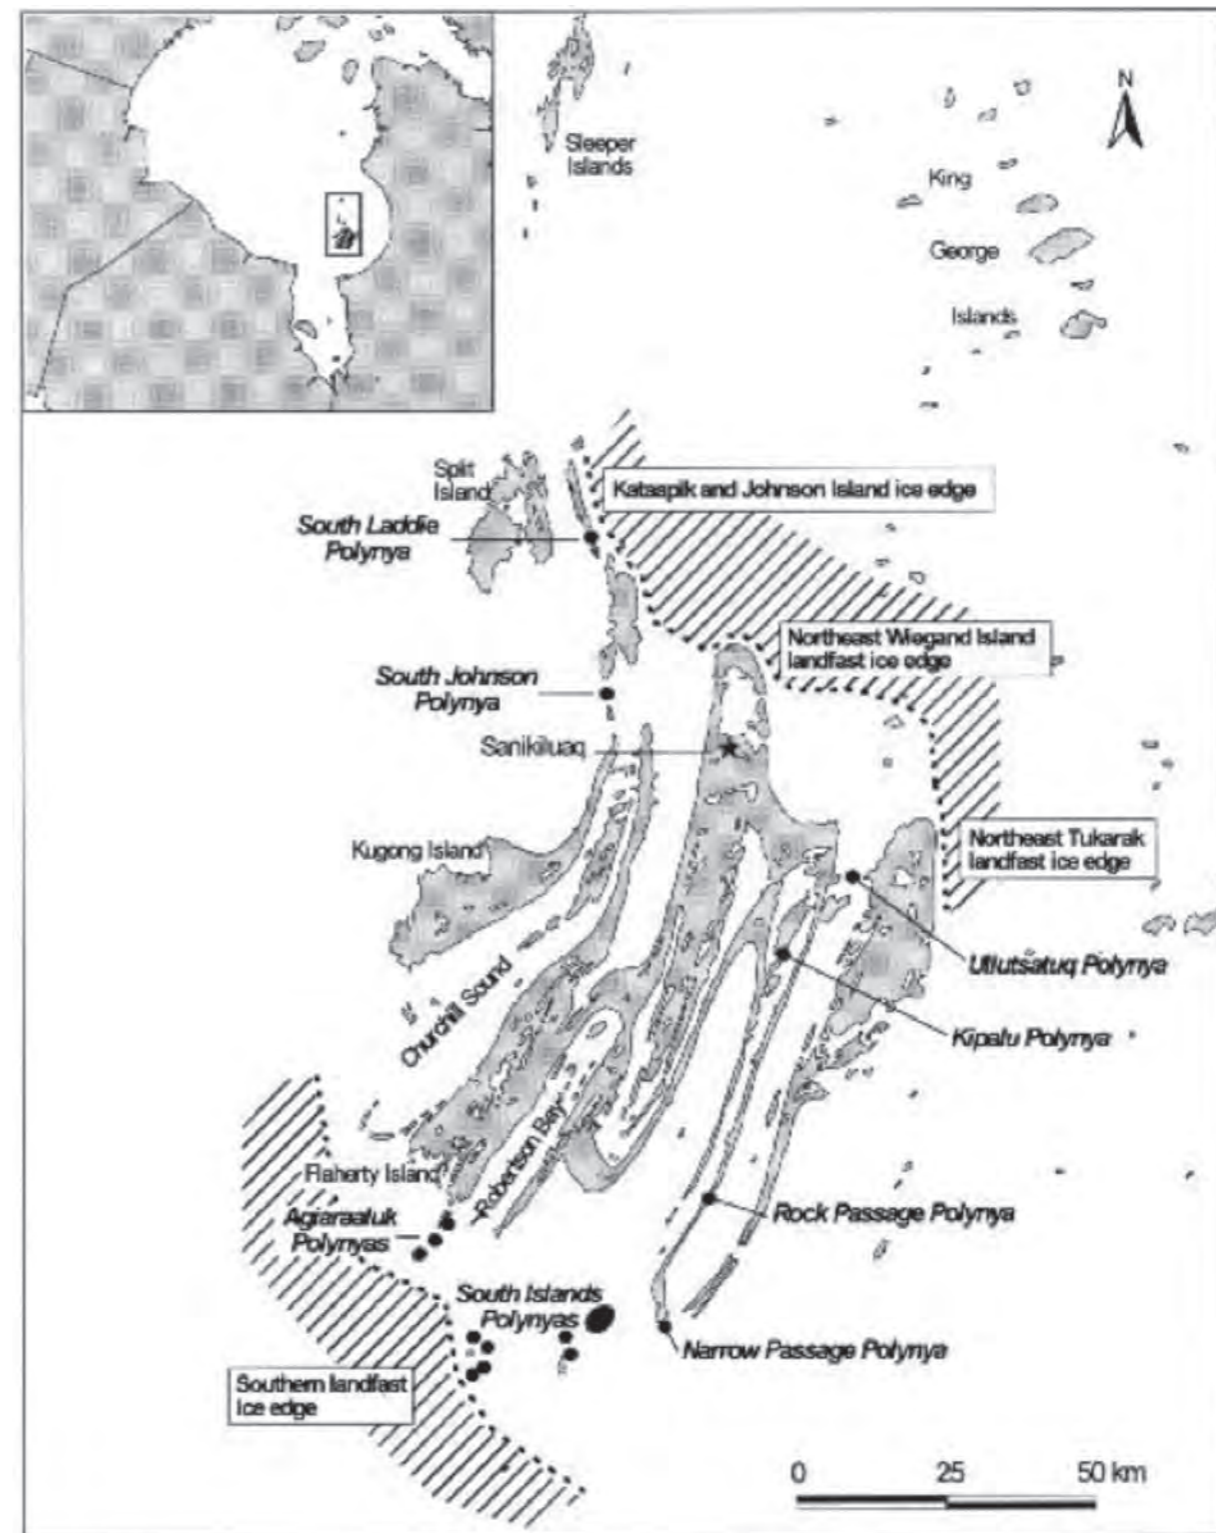 N
Sleeper
Islands
King
George
Islands
Split
Island
Kataapik and Johnson Island ice edge
South Laddie
Polynya
Northeast Wiegand Island
landfast ice edge
South Johnson
Polynya
Sanikiluaq
Kugong Island
Northeast Tukarak
landfast ice edge
Ullutsatuq Polynya
Churchill Sound
Kipalu Polynya
Robertson Bay
Flaherty Island
Agiaraaluk
Polynyas
Rock Passage Polynya
South Islands
Polynyas
Narrow Passage Polynya
Southern landfast
ice edge
0 25 50 km